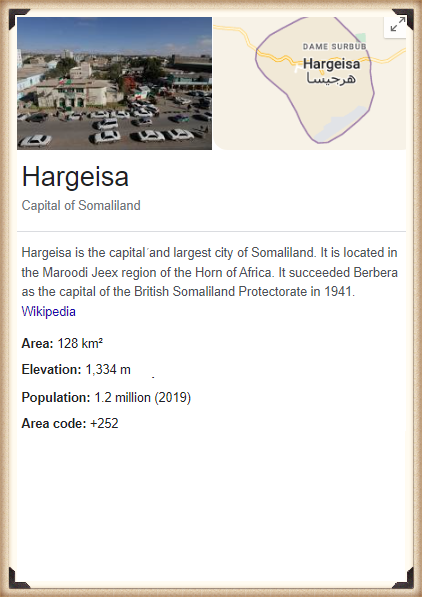 DAME SURBUB
Hargeisa
هرجيسا
Hargeisa
Capital of Somaliland
Hargeisa is the capital and largest city of Somaliland. It is located in
the Maroodi Jeex region of the Horn of Africa. It succeeded Berbera
as the capital of the British Somaliland Protectorate in 1941.
Wikipedia
Area: 128 km²
Elevation: 1,334 m
Population: 1.2 million (2019)
Area code: +252